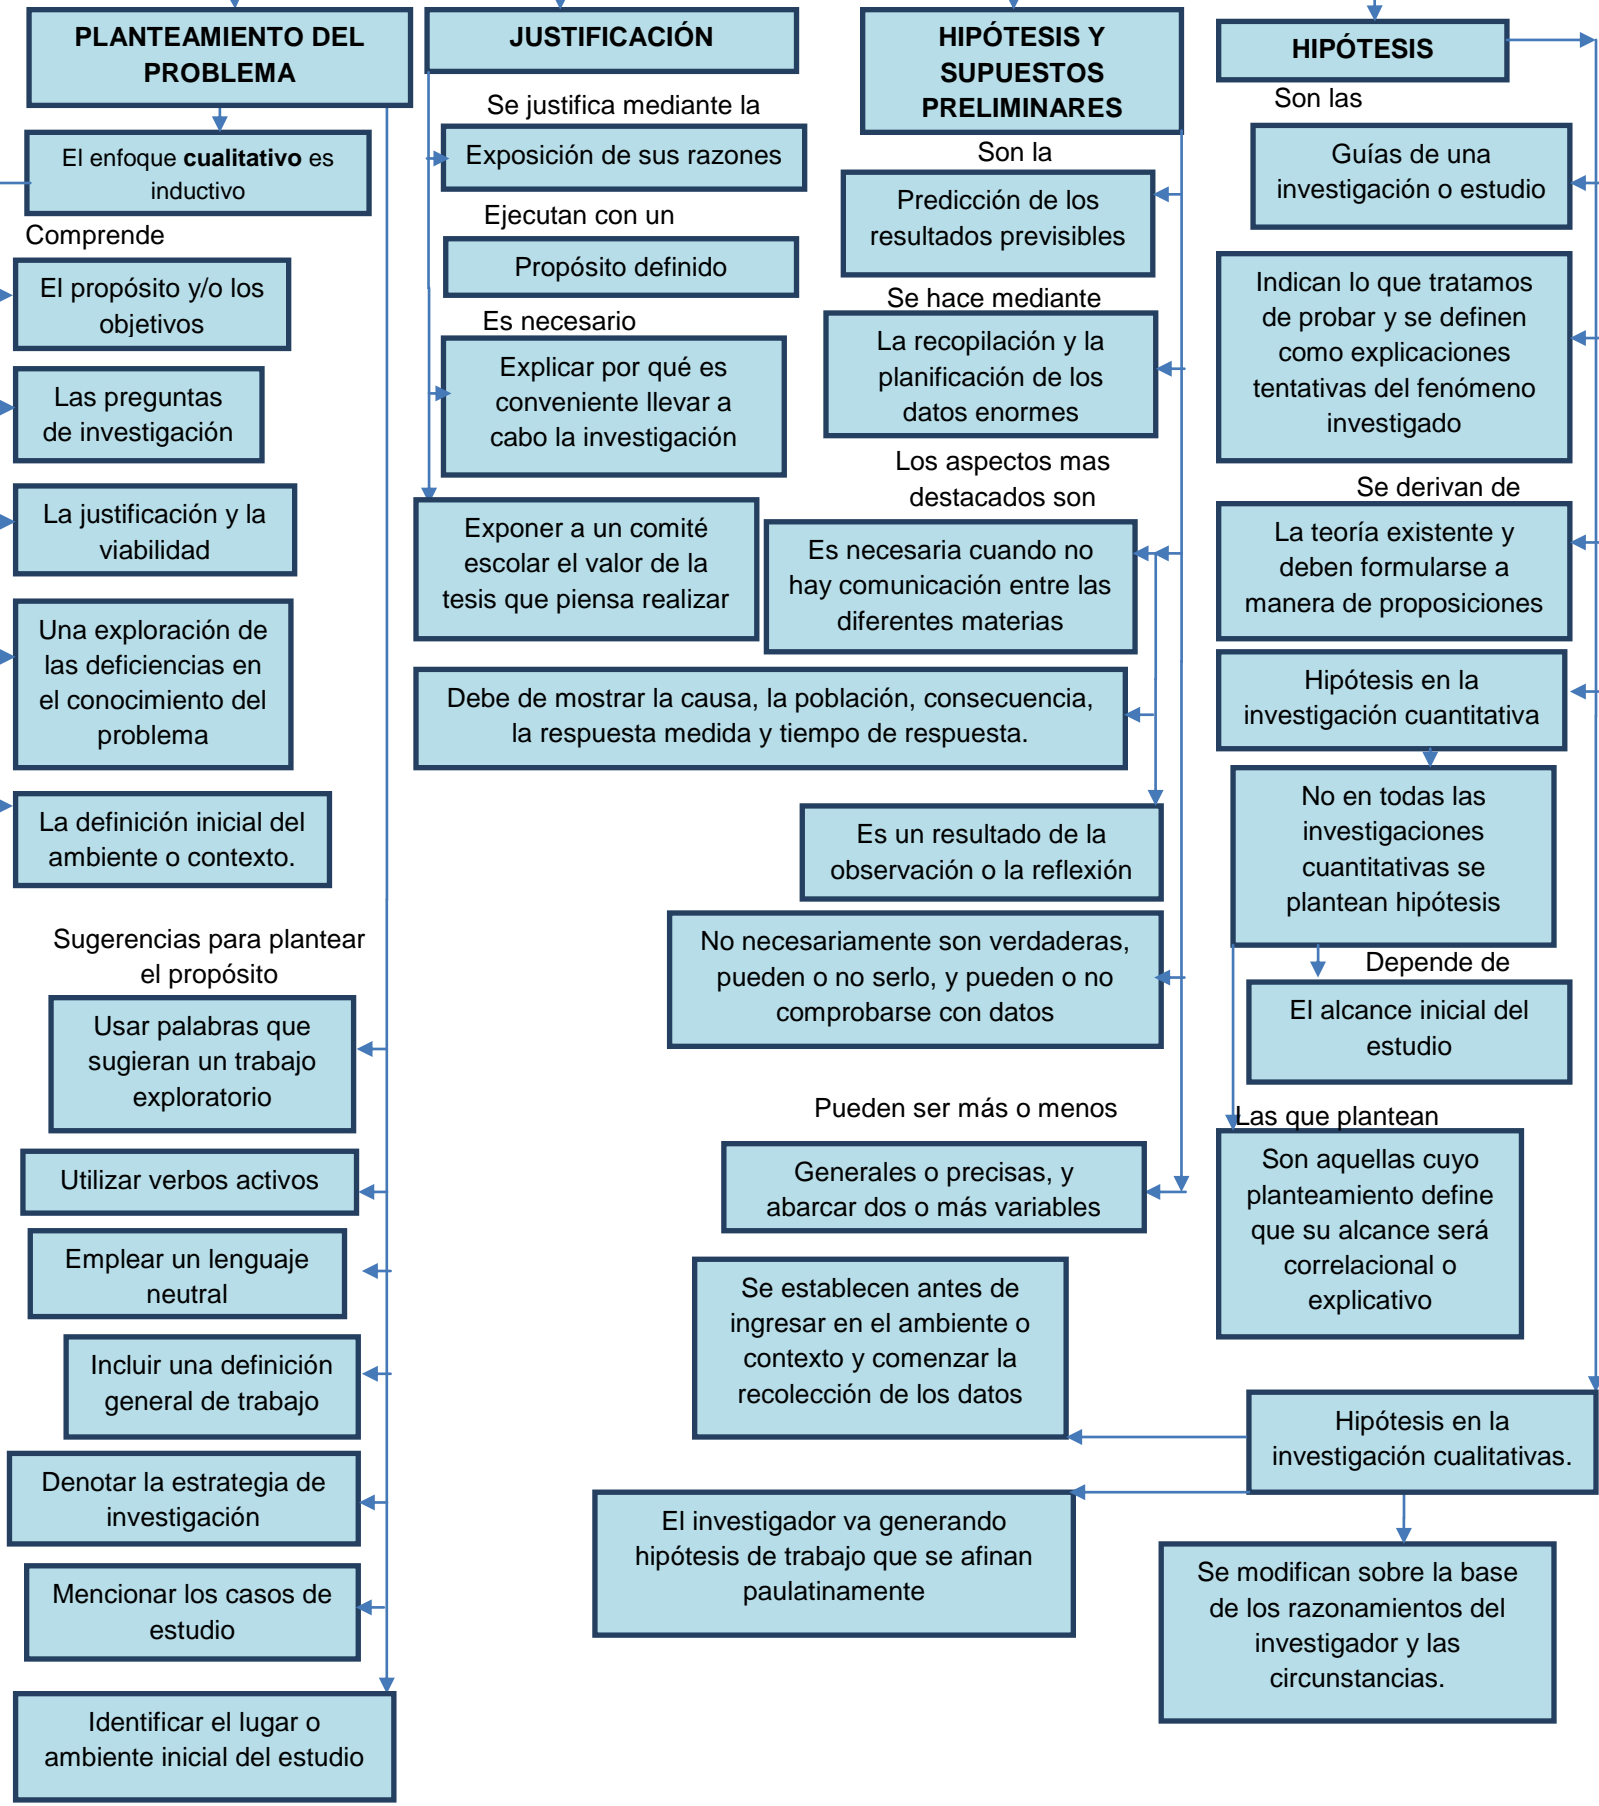 PLANTEAMIENTO DEL
PROBLEMA
El enfoque cualitativo es
inductivo
Comprende
El propósito y/o los
objetivos
Las preguntas
de investigación
La justificación y la
viabilidad
Una exploración de
las deficiencias en
el conocimiento del
problema
La definición inicial del
ambiente o contexto.
Sugerencias para plantear
el propósito
Usar palabras que
sugieran un trabajo
exploratorio
Utilizar verbos activos
Emplear un lenguaje
neutral
Incluir una definición
general de trabajo
Denotar la estrategia de
investigación
Mencionar los casos de
estudio
Identificar el lugar o
ambiente inicial del estudio
JUSTIFICACIÓN
Se justifica mediante la
Exposición de sus razones
Ejecutan con un
Propósito definido
Es necesario
Explicar por qué es
conveniente llevar a
cabo la investigación
Exponer a un comité
escolar el valor de la
tesis que piensa realizar
HIPÓTESIS Y
SUPUESTOS
PRELIMINARES
Son la
Predicción de los
resultados previsibles
Se hace mediante
La recopilación y la
planificación de los
datos enormes
Los aspectos mas
destacados son
Es necesaria cuando no
hay comunicación entre las
diferentes materias
Debe de mostrar la causa, la población, consecuencia,
la respuesta medida y tiempo de respuesta.
Es un resultado de la
observación o la reflexión
No necesariamente son verdaderas,
pueden o no serlo, y pueden o no
comprobarse con datos
Pueden ser más o menos
Generales o precisas, y
abarcar dos o más variables
HIPÓTESIS
Son las
Guías de una
investigación o estudio
Indican lo que tratamos
de probar y se definen
como explicaciones
tentativas del fenómeno
investigado
Se derivan de
La teoría existente y
deben formularse a
manera de proposiciones
Hipótesis en la
investigación cuantitativa
No en todas las
investigaciones
cuantitativas se
plantean hipótesis
Depende de
El alcance inicial del
estudio
Las que plantean
Son aquellas cuyo
planteamiento define
que su alcance será
correlacional o
explicativo
Hipótesis en la
investigación cualitativas.
Se establecen antes de
ingresar en el ambiente o
contexto y comenzar la
recolección de los datos
El investigador va generando
hipótesis de trabajo que se afinan
paulatinamente
Se modifican sobre la base
de los razonamientos del
investigador y las
circunstancias.